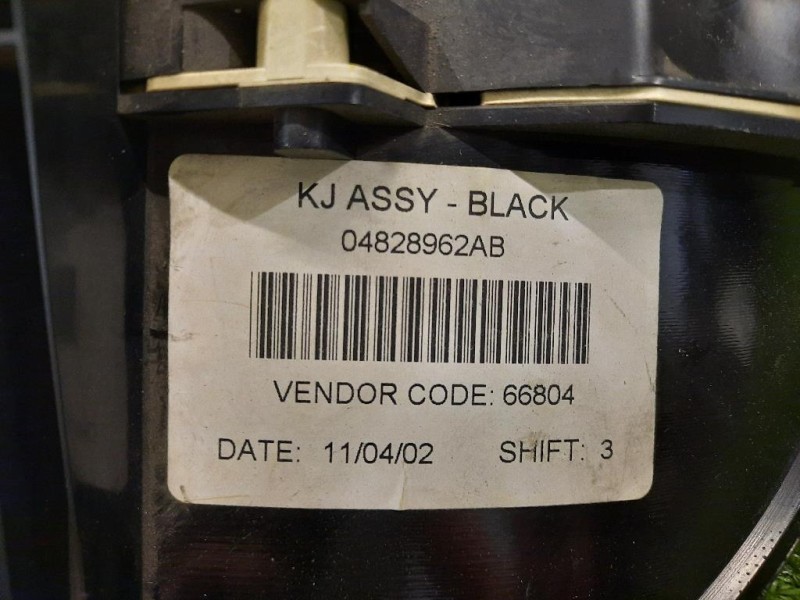 KJ ASSY - BLACK
04828962AB
VENDOR CODE: 66804
DATE: 11/04/02 SHIFT: 3